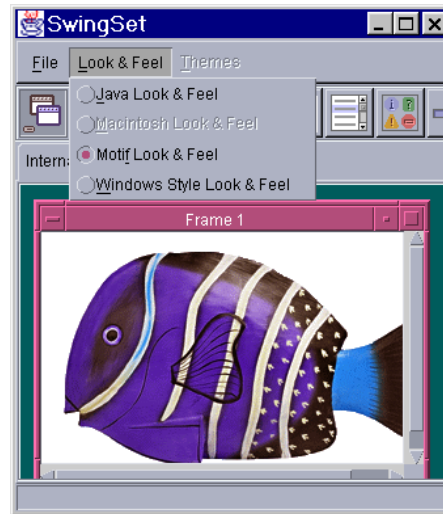 SwingSet
File Look & Feel Themes
Java Look & Feel
Macintosh Look & Feel
Motif Look & Feel
Windows Style Look & Feel
Frame 1